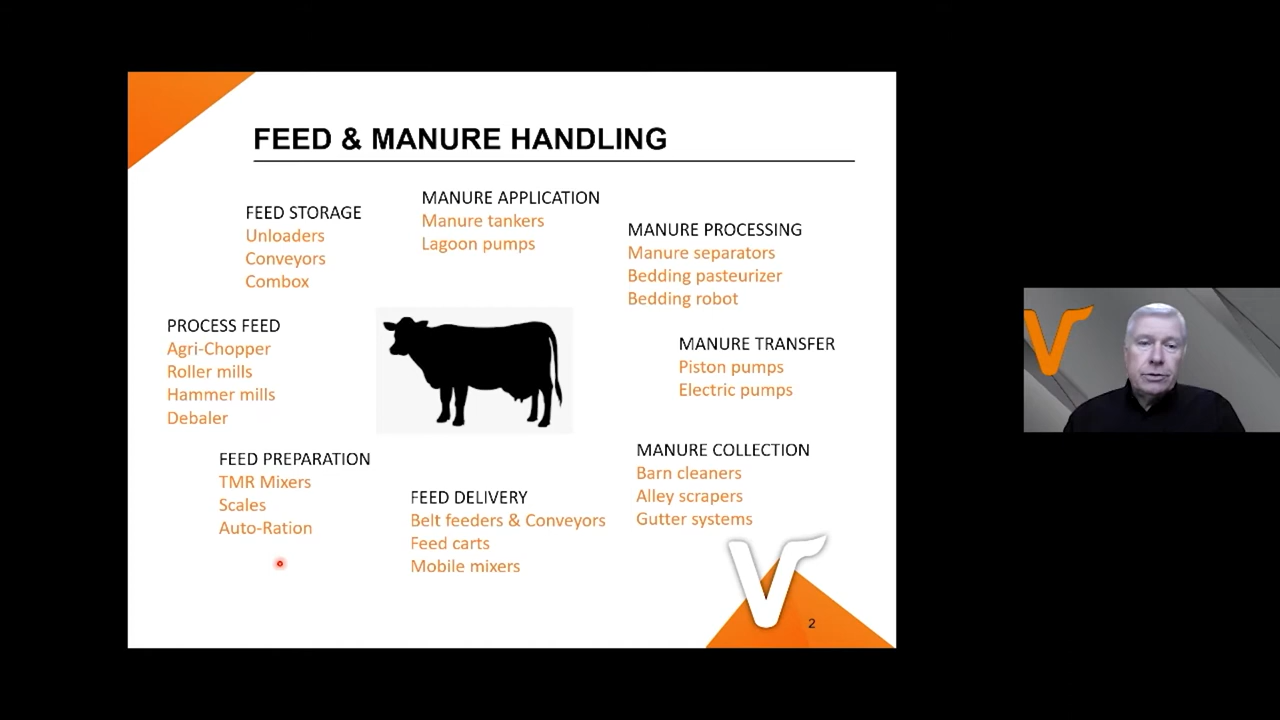 FEED & MANURE HANDLING
FEED STORAGE
Unloaders
Conveyors
Combox
MANURE APPLICATION
Manure tankers
Lagoon pumps
MANURE PROCESSING
Manure separators
Bedding pasteurizer
Bedding robot
PROCESS FEED
Agri-Chopper
Roller mills
Hammer mills
Debaler
MANURE TRANSFER
Piston pumps
Electric pumps
FEED PREPARATION
TMR Mixers
Scales
Auto-Ration
FEED DELIVERY
Belt feeders & Conveyors
Feed carts
Mobile mixers
MANURE COLLECTION
Barn cleaners
Alley scrapers
Gutter systems
V
2
V